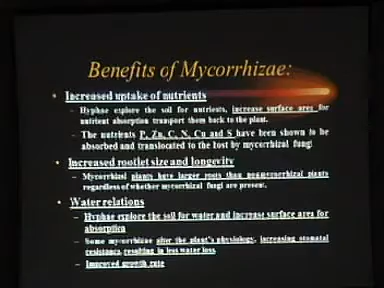 Benefits of Mycorrhizae:
• Increased uptake of nutrients
– Hyphae explore the soil for nutrients, increase surface area for
nutrient absorption transport them back to the plant.
– The nutrients P, Zn, C, N, Cu and S have been shown to be
absorbed and translocated to the host by mycorrhizal fungi
• Increased rootlet size and longevity
– Mycorrhizal plants have larger roots than nonmycorrhizal plants
regardless of whether mycorrhizal fungi are present.
• Water relations
– Hyphae explore the soil for water and increase surface area for
absorption
– Some mycorrhizae alter the plant's physiology, increasing stomatal
resistance, resulting in less water loss.
– Improved growth rate